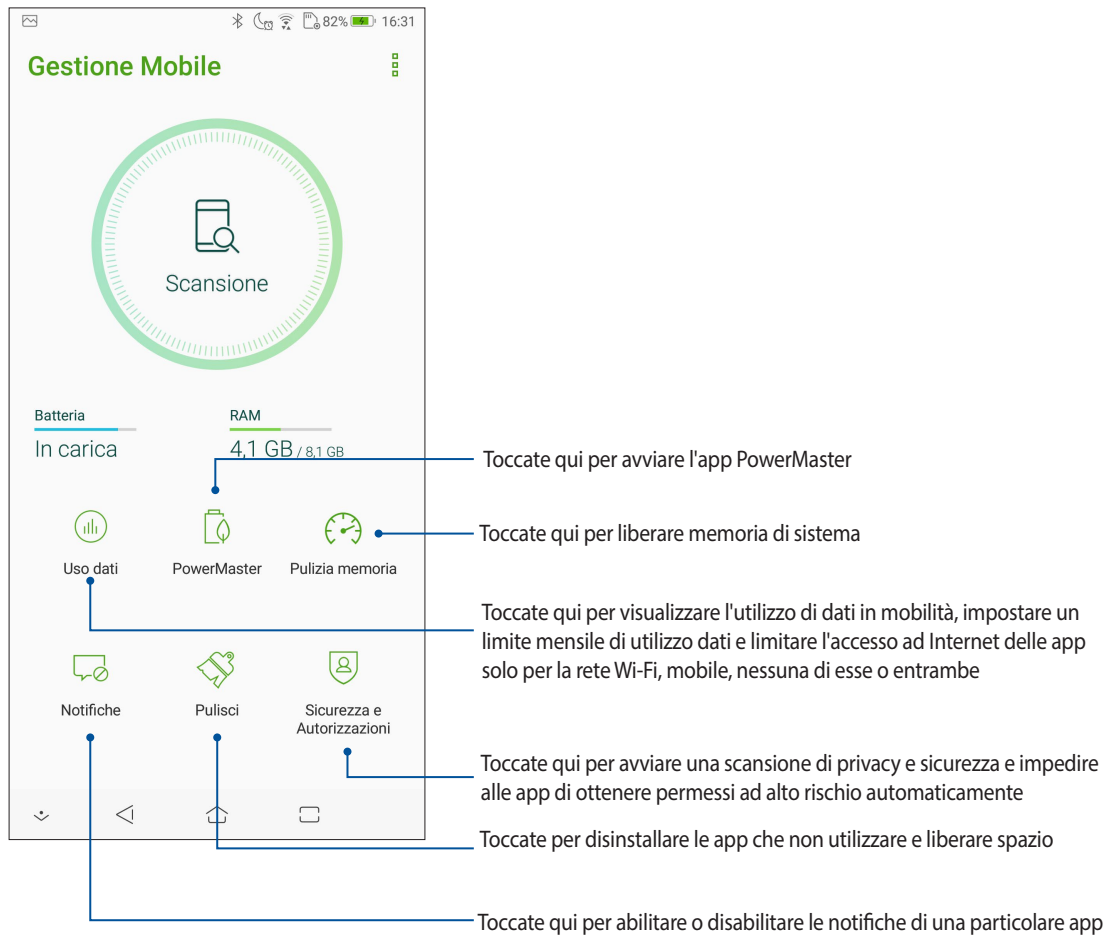 82% 16:31
Gestione Mobile
Scansione
Batteria
RAM
In carica
4,1 GB / 8,1 GB
Toccate qui per avviare l'app PowerMaster
Toccate qui per liberare memoria di sistema
Uso dati
PowerMaster
Pulizia memoria
Toccate qui per visualizzare l'utilizzo di dati in mobilità, impostare un
limite mensile di utilizzo dati e limitare l'accesso ad Internet delle app
solo per la rete Wi-Fi, mobile, nessuna di esse o entrambe
Notifiche
Pulisci
Sicurezza e
Autorizzazioni
Toccate qui per avviare una scansione di privacy e sicurezza e impedire
alle app di ottenere permessi ad alto rischio automaticamente
Toccate per disinstallare le app che non utilizzare e liberare spazio
Toccate qui per abilitare o disabilitare le notifiche di una particolare app